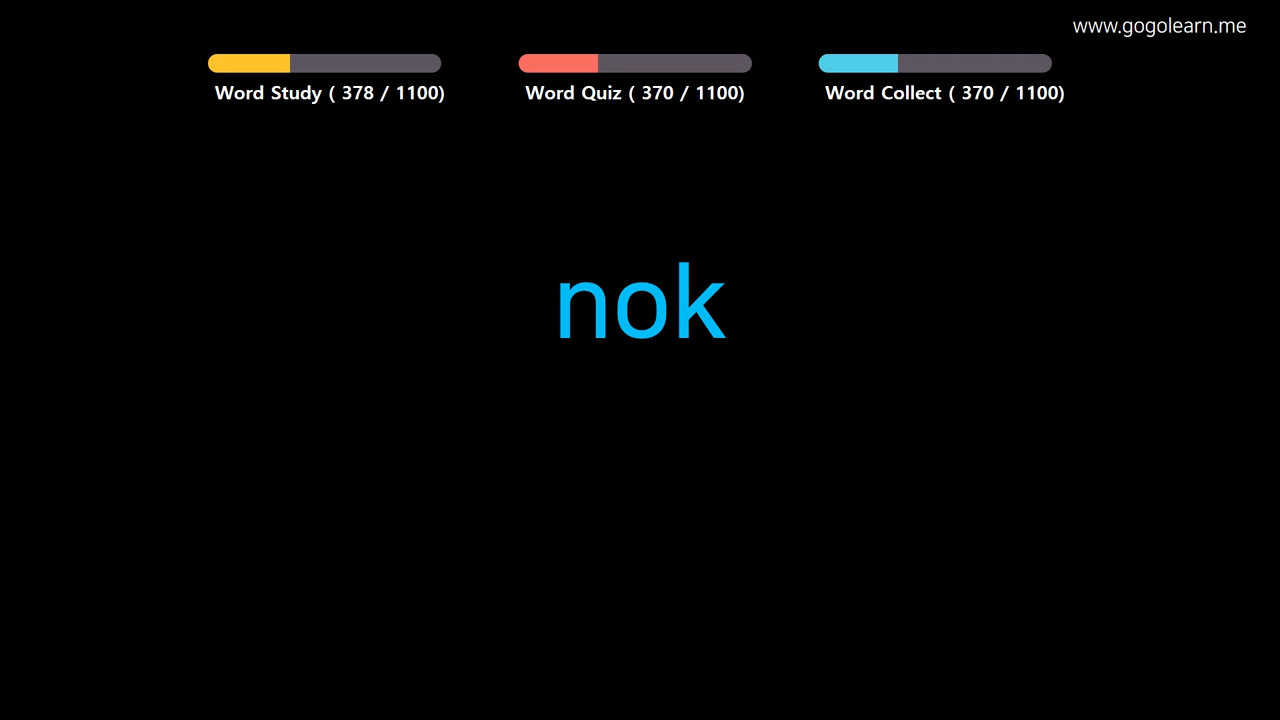 www.gogolearn.me
Word Study ( 378 / 1100)
Word Quiz ( 370 / 1100)
Word Collect ( 370 / 1100)
nok